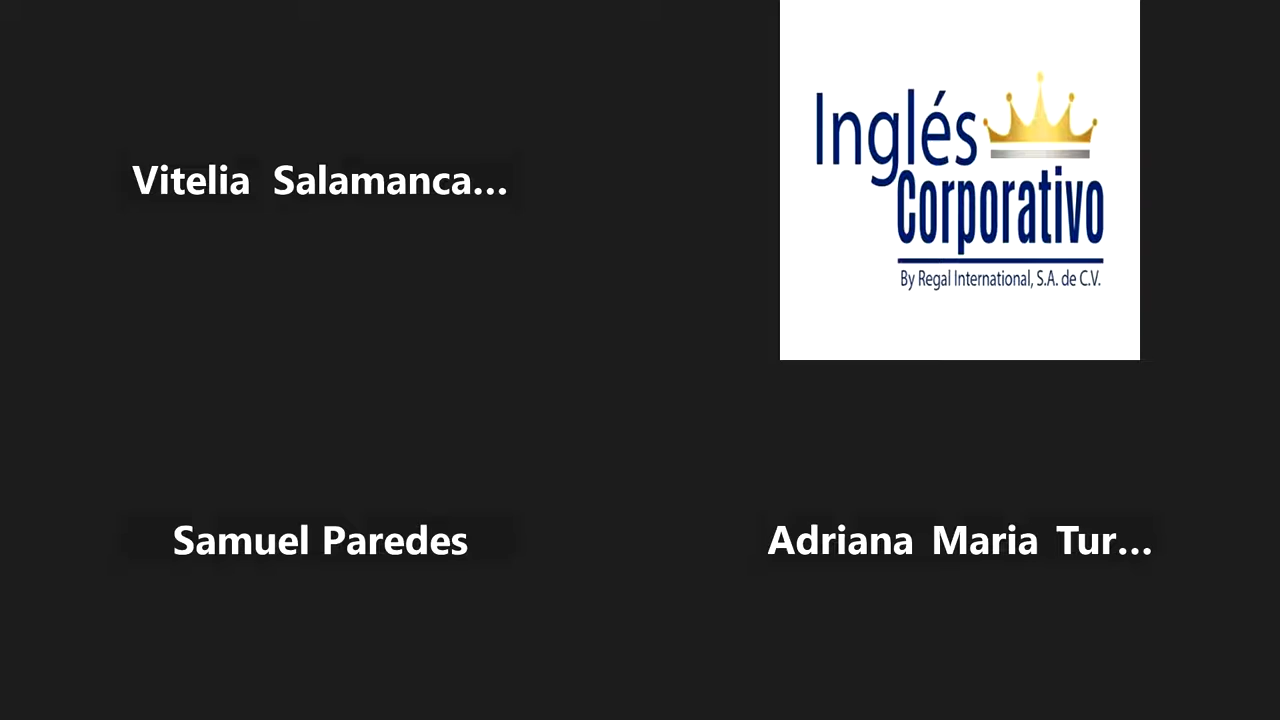 Vitelia Salamanca...
Inglés
Corporativo
By Regal International, S.A. de C.V.
Samuel Paredes
Adriana Maria Tur...